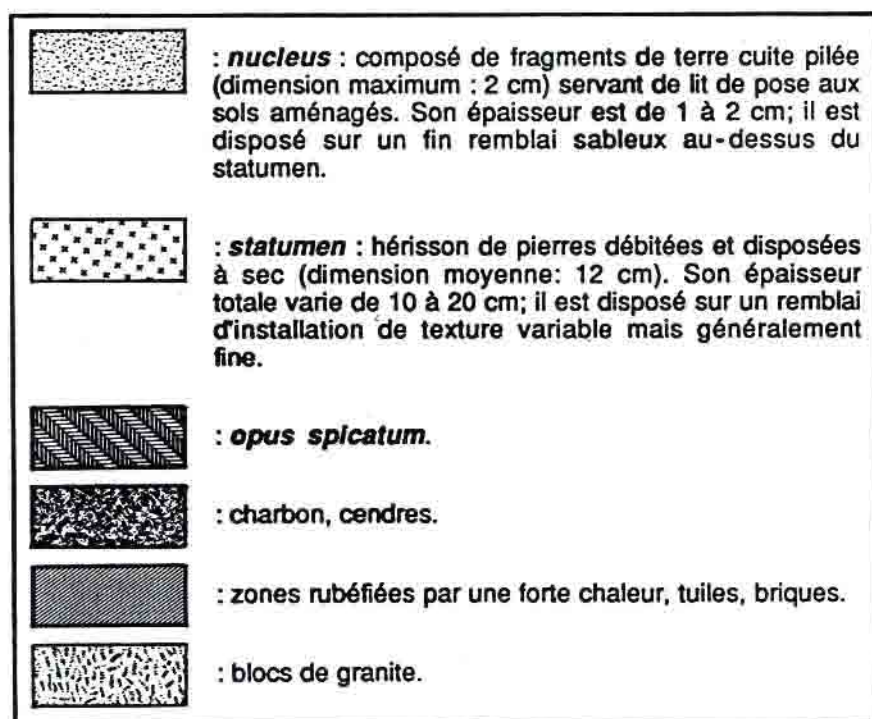 : nucleus : composé de fragments de terre cuite pilée
(dimension maximum : 2 cm) servant de lit de pose aux
sols aménagés. Son épaisseur est de 1 à 2 cm; il est
disposé sur un fin remblai sableux au-dessus du
statumen.
: statumen : hérisson de pierres débitées et disposées
à sec (dimension moyenne: 12 cm). Son épaisseur
totale varie de 10 à 20 cm; il est disposé sur un remblai
d'installation de texture variable mais généralement
fine.
: opus spicatum.
: charbon, cendres.
: zones rubéfiées par une forte chaleur, tuiles, briques.
: blocs de granite.